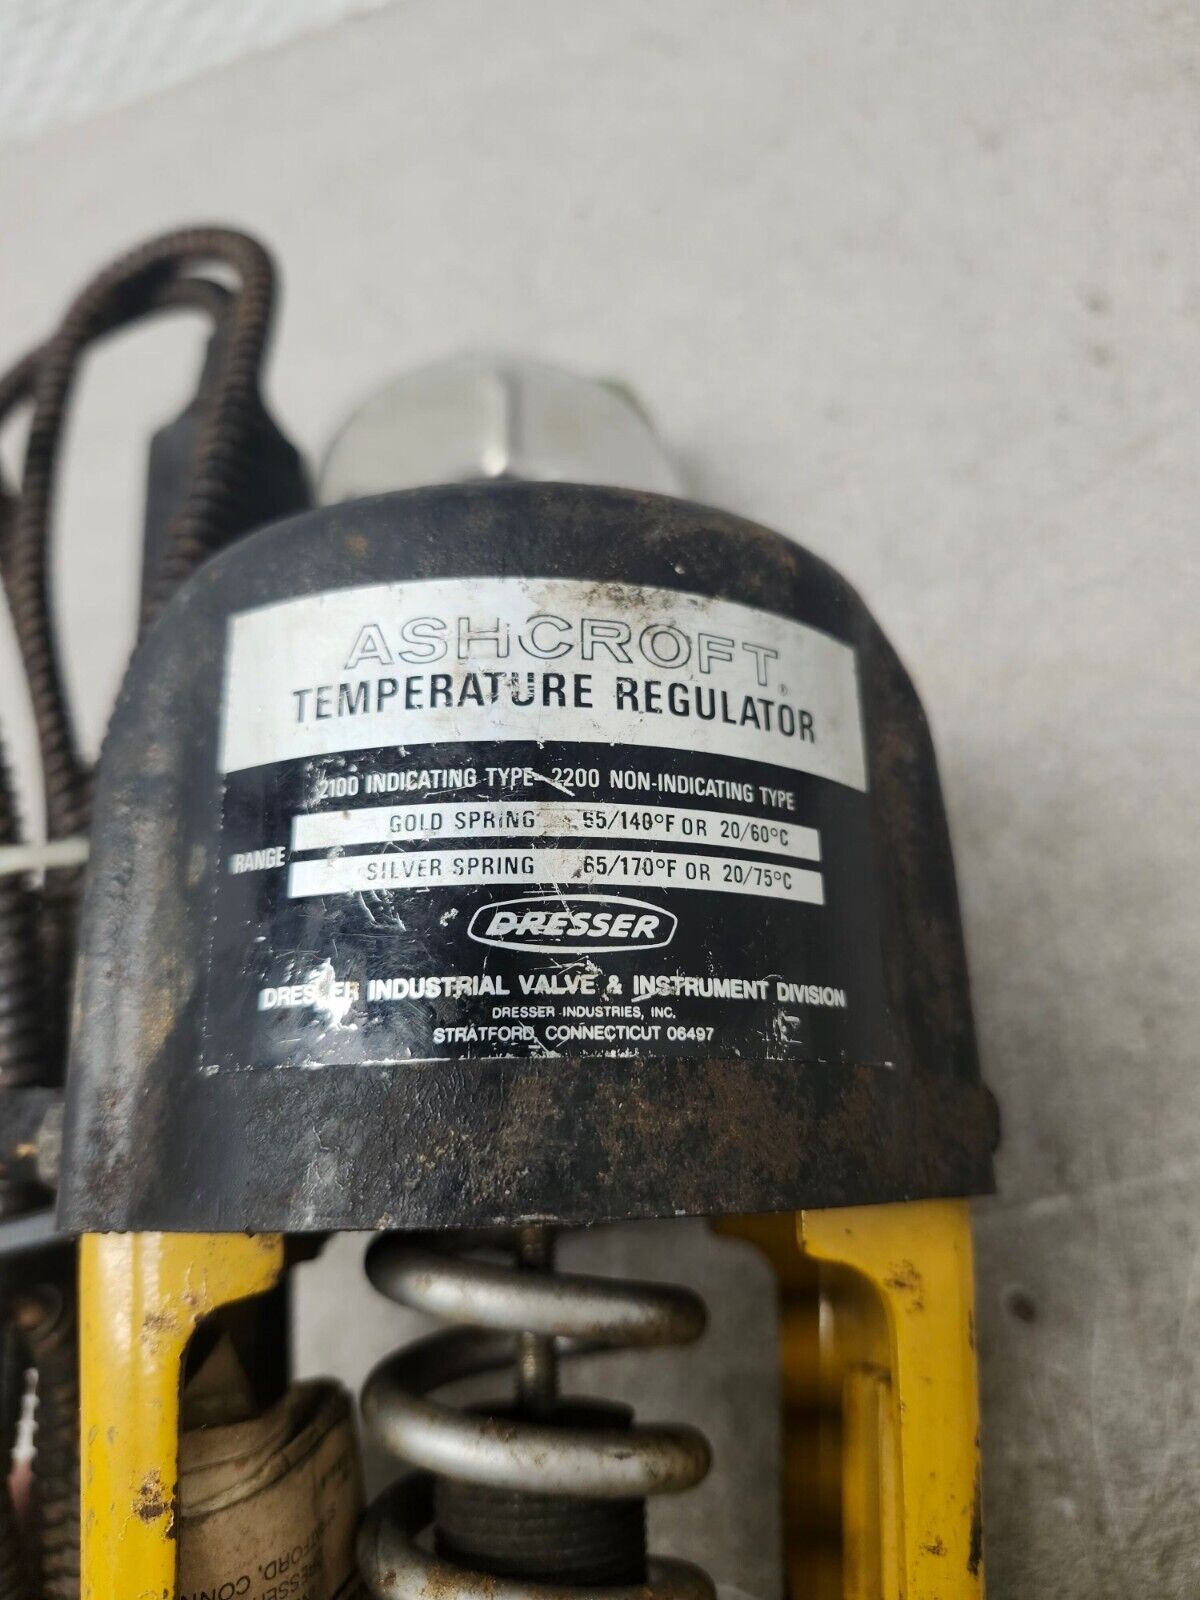 ASHCROFT®
TEMPERATURE REGULATOR
2100 INDICATING TYPE- 2200 NON-INDICATING TYPE
RANGE
GOLD SPRING 55/140°F OR 20/60°C
SILVER SPRING 65/170°F OR 20/75°C
DRESSER
DRESSER INDUSTRIAL VALVE & INSTRUMENT DIVISION
DRESSER INDUSTRIES, INC.
STRATFORD, CONNECTICUT 06497